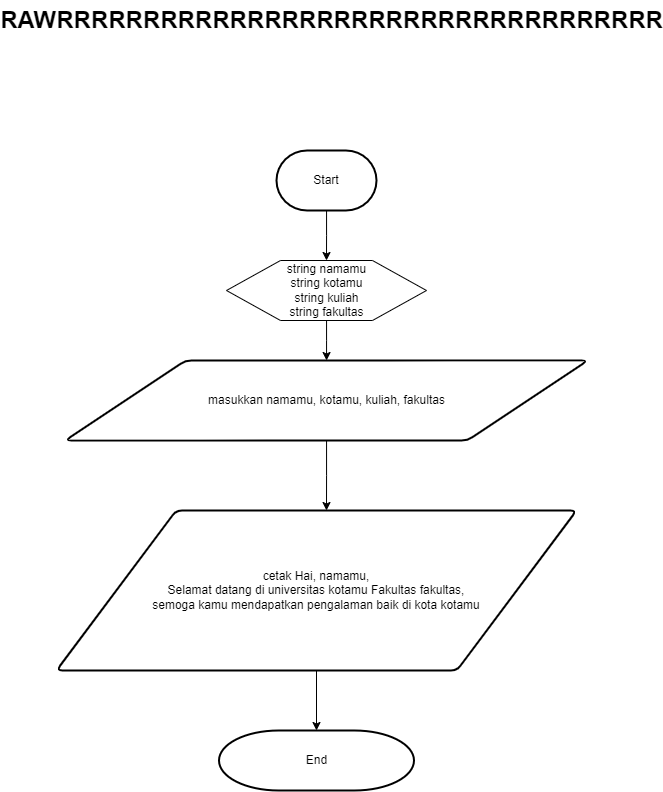 RAWRRRRRRRRRRRRRRRRRRRRRRRRRRRRRRRRRRR
Start
string namamu
string kotamu
string kuliah
string fakultas
masukkan namamu, kotamu, kuliah, fakultas
cetak Hai, namamu,
Selamat datang di universitas kotamu Fakultas fakultas,
semoga kamu mendapatkan pengalaman baik di kota kotamu
End